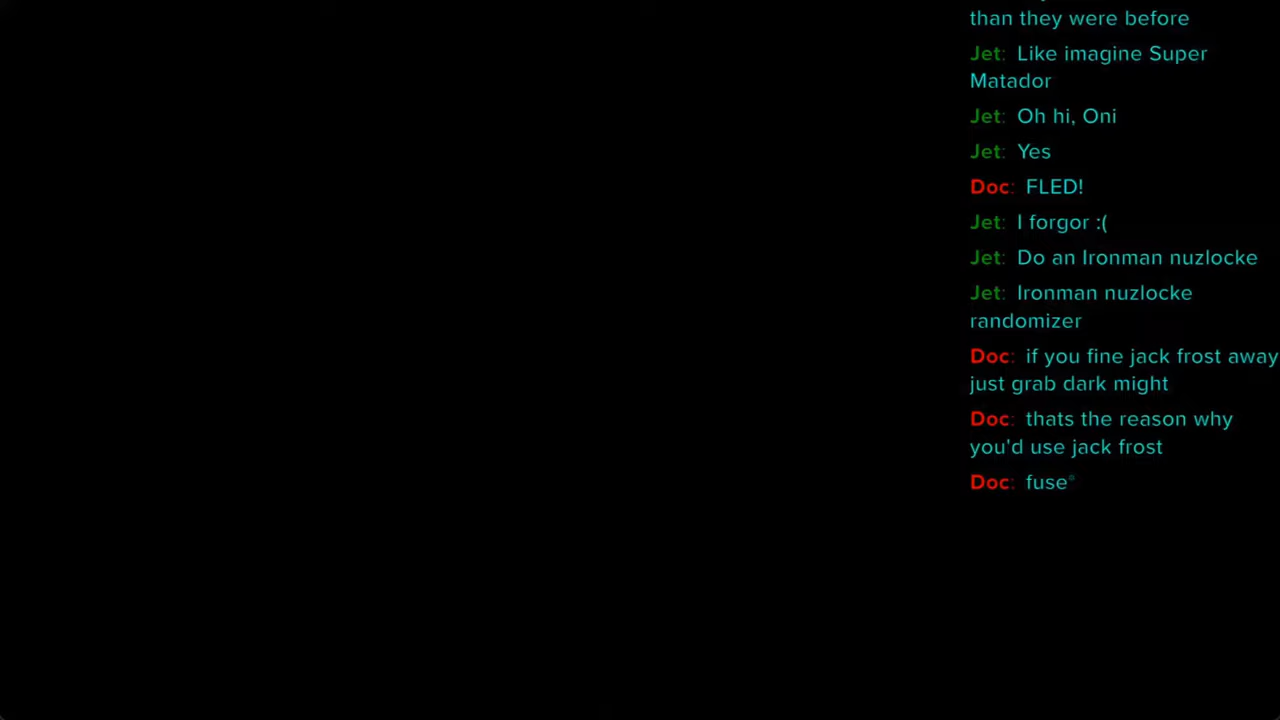 than they were before
Jet: Like imagine Super
Matador
Jet: Oh hi, Oni
Jet: Yes
Doc: FLED!
Jet: I forgor :(
Jet: Do an Ironman nuzlocke
Jet: Ironman nuzlocke
randomizer
Doc: if you fine jack frost away
just grab dark might
Doc: thats the reason why
you'd use jack frost
Doc: fuse*